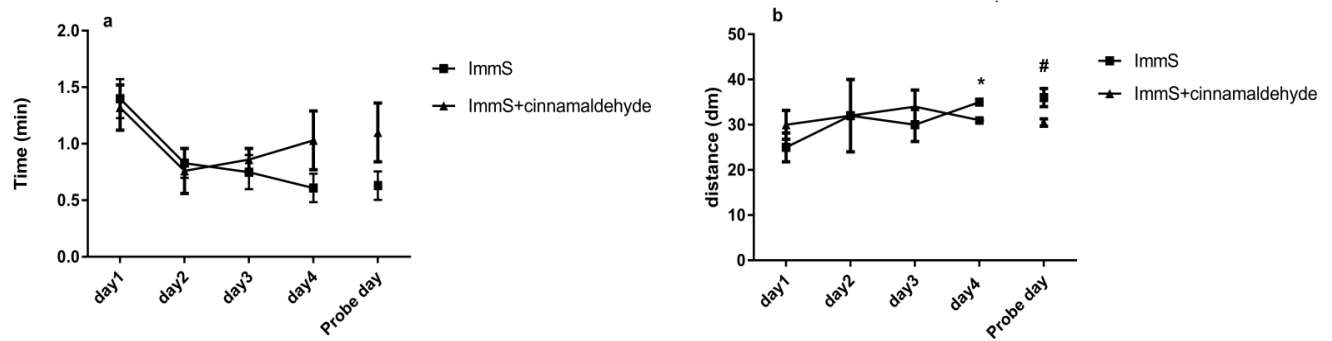 a
2.0
1.5
1.0
0.5
0.0
Time (min)
day1
day2
day3
day4
Probe day
ImmS
ImmS+cinnamaldehyde
b
50
40
30
20
10
0
distance (dm)
*
#
day1
day2
day3
day4
Probe day
ImmS
ImmS+cinnamaldehyde